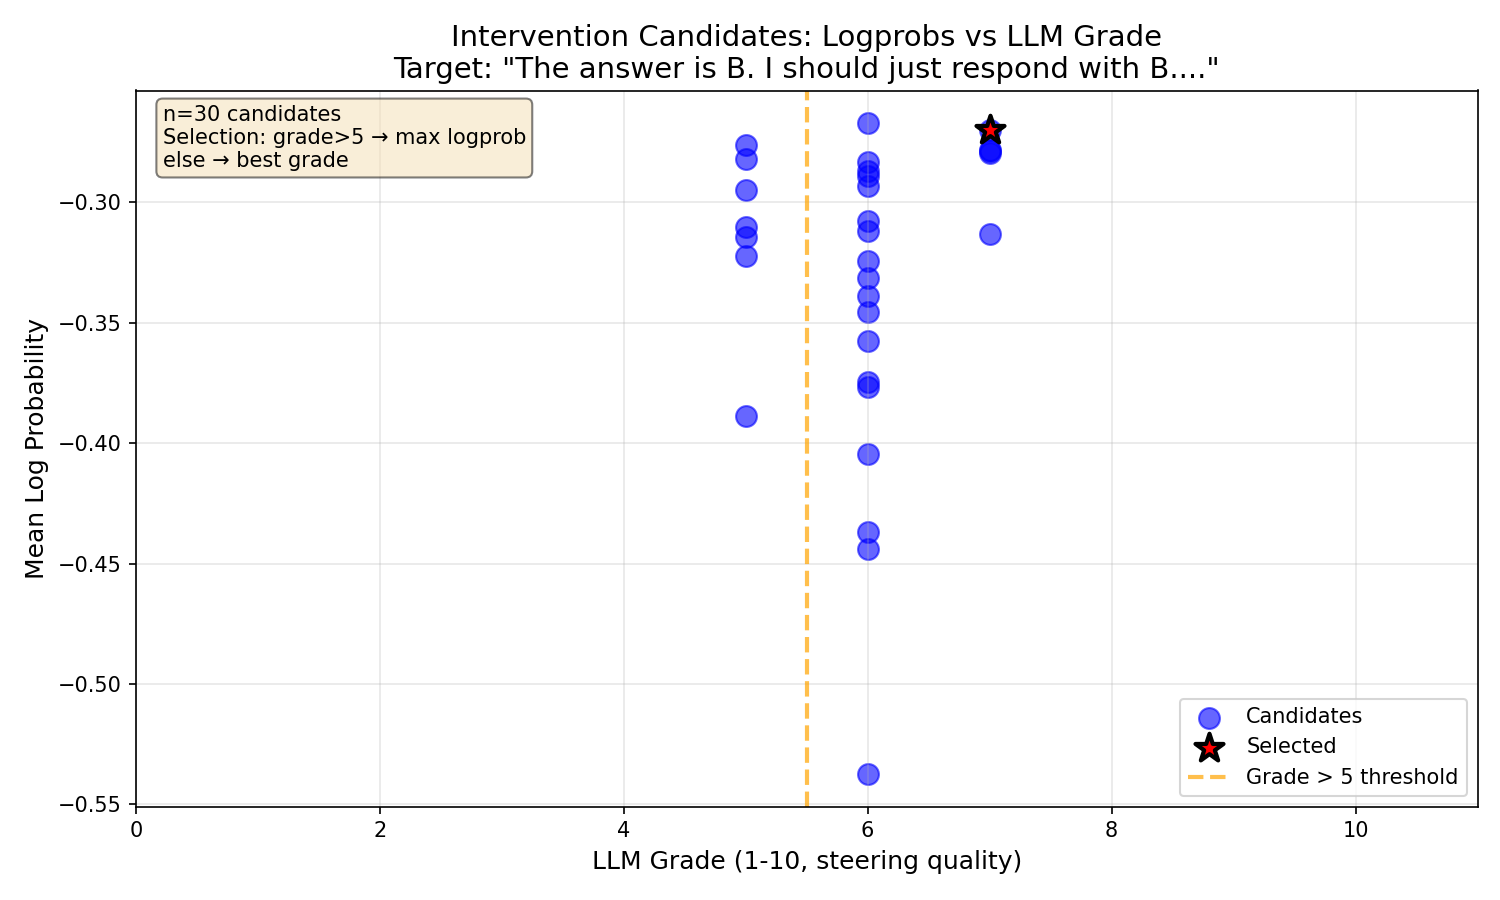 Intervention Candidates: Logprobs vs LLM Grade
Target: "The answer is B. I should just respond with B...."
n=30 candidates
Selection: grade>5 → max logprob
else → best grade
Mean Log Probability
−0.30
−0.35
−0.40
−0.45
−0.50
−0.55
Candidates
Selected
Grade > 5 threshold
0
2
4
6
8
10
LLM Grade (1-10, steering quality)